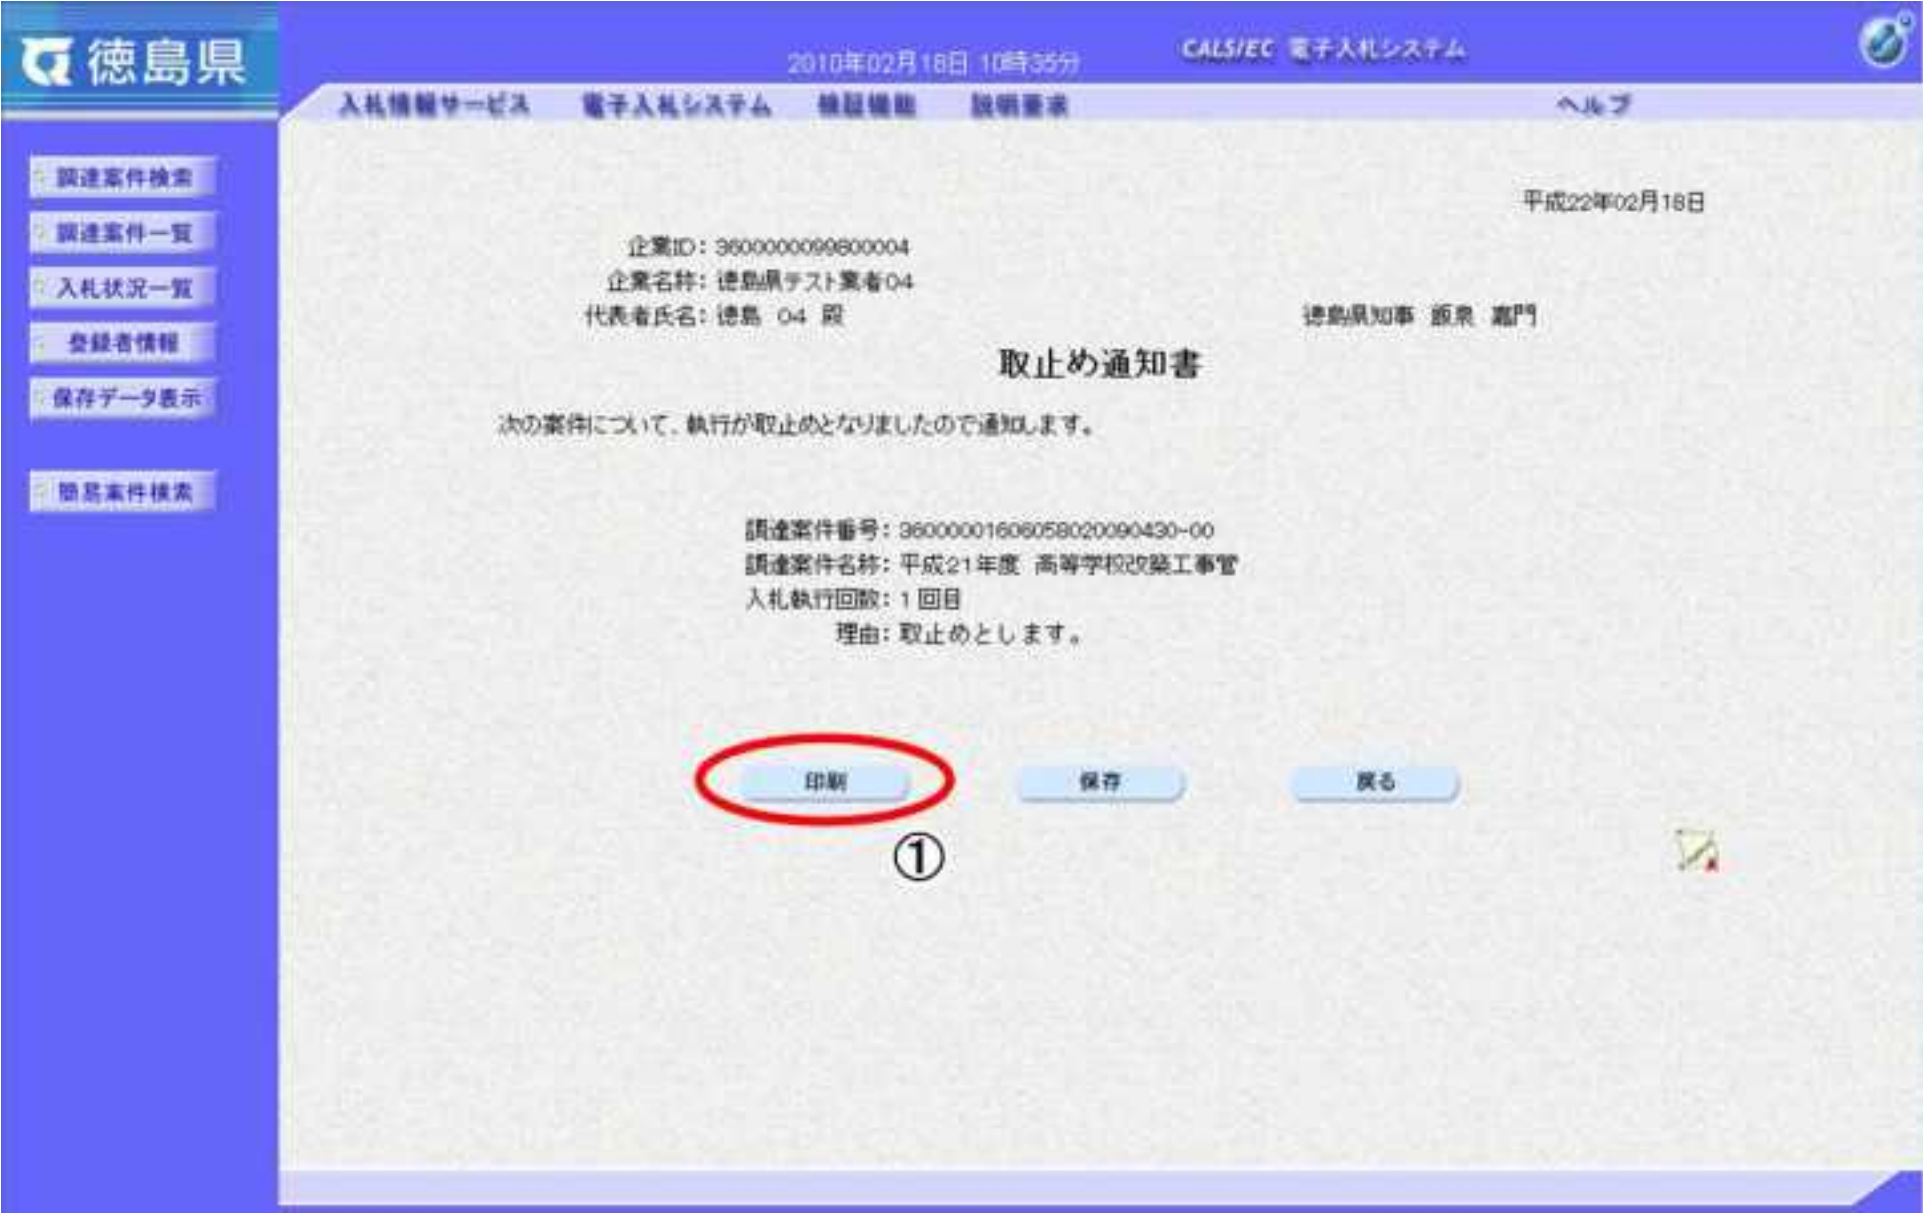 徳島県
2010年02月18日 10時35分
CALS/EC 電子入札システム
入札情報サービス 電子入札システム 検証機能 説明要求 ヘルプ
調達案件検索
調達案件一覧
入札状況一覧
登録者情報
保存データ表示
簡易案件検索
平成22年02月18日
企業ID：3600000099800004
企業名称：徳島県テスト業者04
代表者氏名：徳島 04 殿
徳島県知事 飯泉 嘉門
取止め通知書
次の案件について、執行が取止めとなりましたので通知します。
調達案件番号：3600000160605802009​0430-00
調達案件名称：平成21年度 高等学校改築工事管
入札執行回数：1回目
理由：取止めとします。
印刷 保存 戻る
①